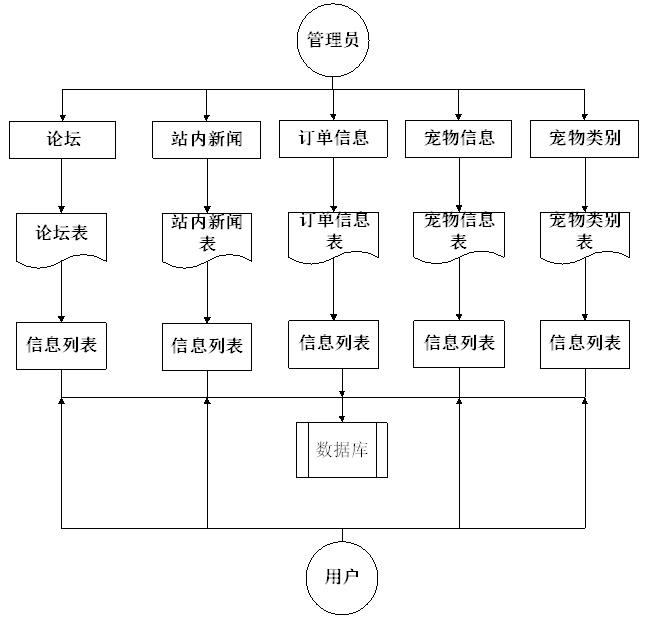 管理员
论坛
站内新闻
订单信息
宠物信息
宠物类别
论坛表
站内新闻
表
订单信息
表
宠物信息
表
宠物类别
表
信息列表
信息列表
信息列表
信息列表
信息列表
数据库
用户